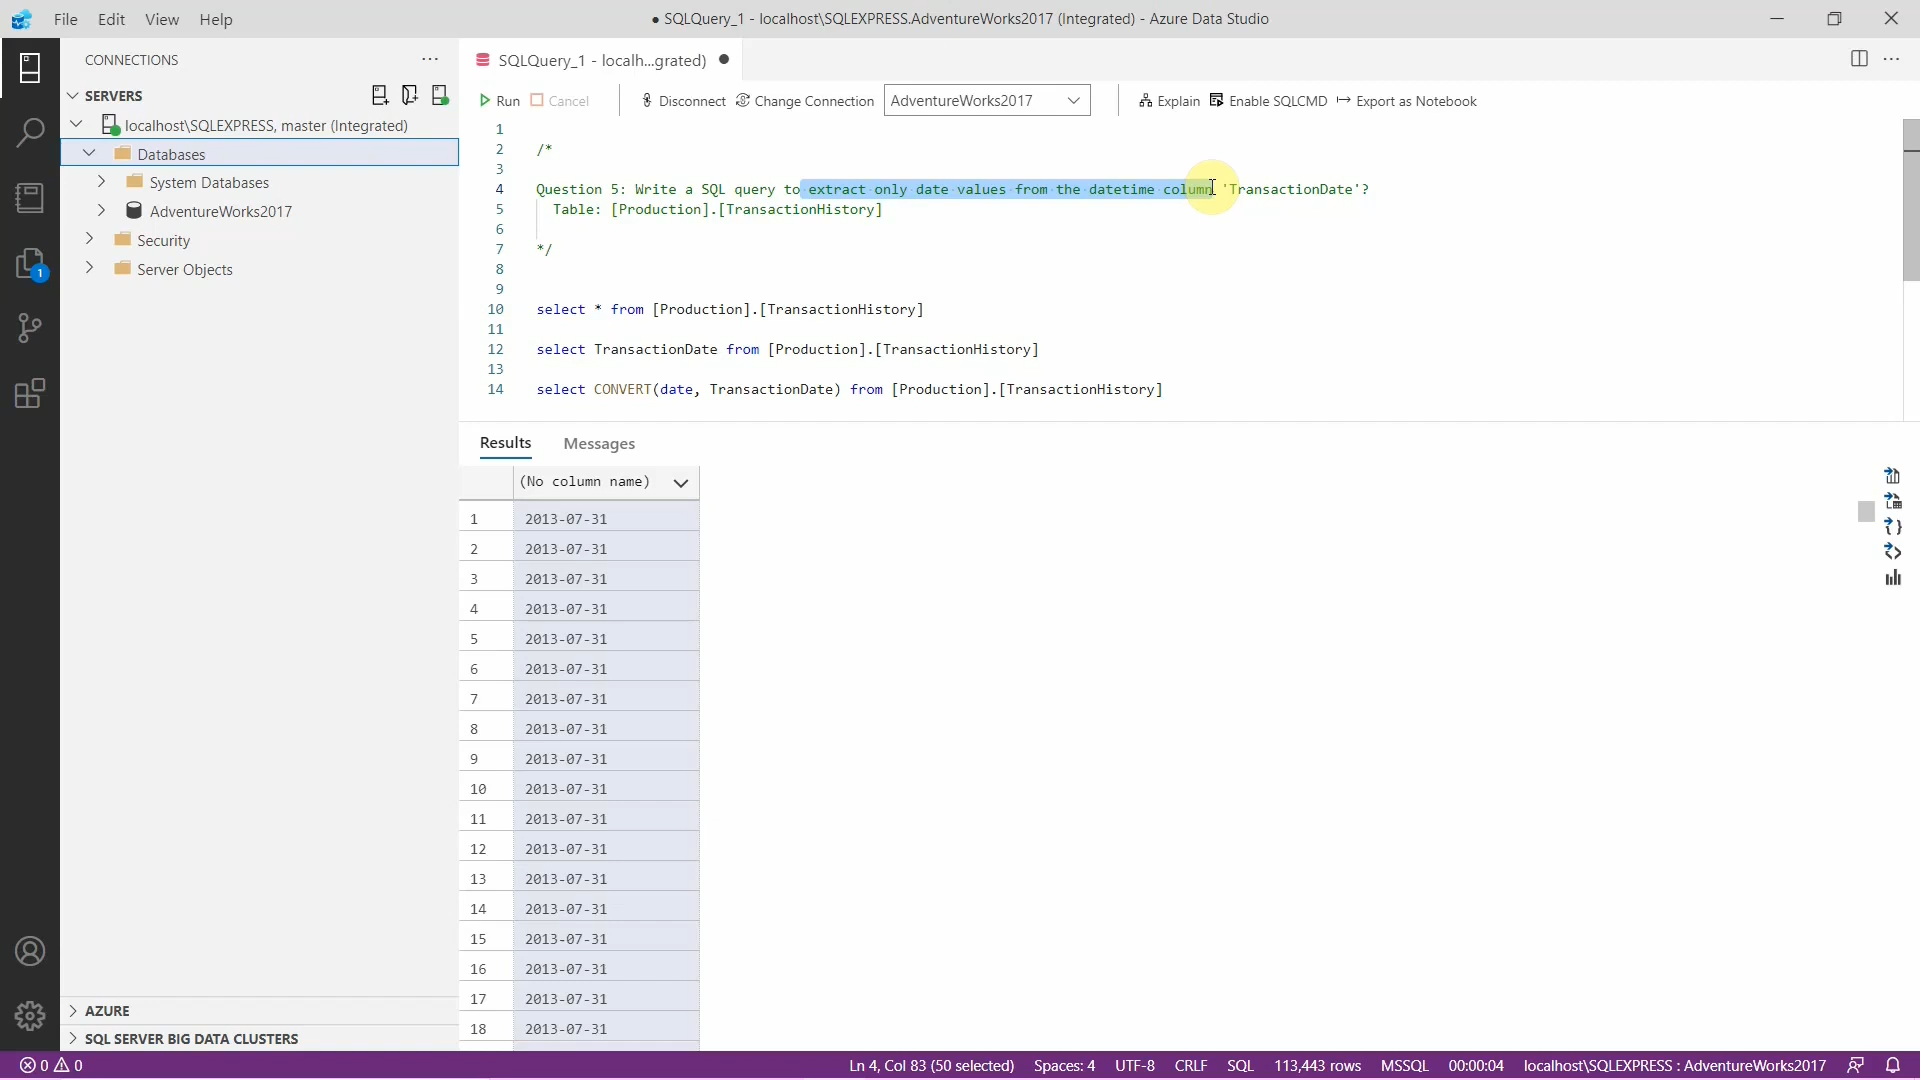 File Edit View Help
● SQLQuery_1 - localhost\SQLEXPRESS.AdventureWorks2017 (Integrated) - Azure Data Studio
CONNECTIONS
SERVERS
localhost\SQLEXPRESS, master (Integrated)
Databases
System Databases
AdventureWorks2017
Security
Server Objects
1
AZURE
SQL SERVER BIG DATA CLUSTERS
SQLQuery_1 - localh...grated) ●
Run Cancel Disconnect Change Connection AdventureWorks2017 Explain Enable SQLCMD Export as Notebook
1
2 /*
3
4 Question 5: Write a SQL query to extract only date values from the datetime column 'TransactionDate'?
5 Table: [Production].[TransactionHistory]
6
7 */
8
9
10 select * from [Production].[TransactionHistory]
11
12 select TransactionDate from [Production].[TransactionHistory]
13
14 select CONVERT(date, TransactionDate) from [Production].[TransactionHistory]
Results Messages
(No column name)
1 2013-07-31
2 2013-07-31
3 2013-07-31
4 2013-07-31
5 2013-07-31
6 2013-07-31
7 2013-07-31
8 2013-07-31
9 2013-07-31
10 2013-07-31
11 2013-07-31
12 2013-07-31
13 2013-07-31
14 2013-07-31
15 2013-07-31
16 2013-07-31
17 2013-07-31
18 2013-07-31
0 0 Ln 4, Col 83 (50 selected) Spaces: 4 UTF-8 CRLF SQL 113,443 rows MSSQL 00:00:04 localhost\SQLEXPRESS : AdventureWorks2017